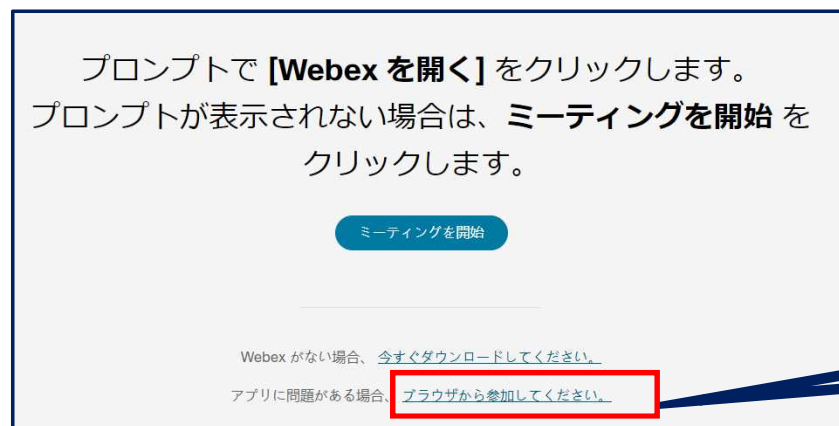 プロンプトで [Webex を開く] をクリックします。
プロンプトが表示されない場合は、ミーティングを開始 を
クリックします。
ミーティングを開始
Webex がない場合、 今すぐダウンロードしてください。
アプリに問題がある場合、 ブラウザから参加してください。